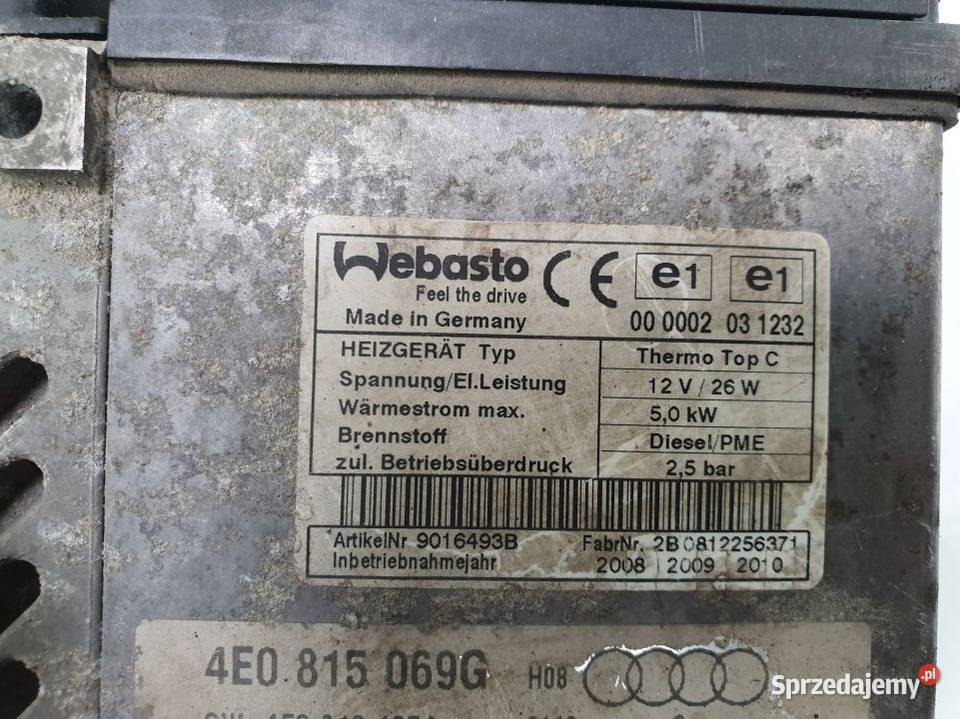 Webasto
Feel the drive
Made in Germany
CE e1 e1
00 0002 03 1232
HEIZGERÄT Typ Thermo Top C
Spannung/El.Leistung 12 V / 26 W
Wärmestrom max. 5,0 kW
Brennstoff Diesel/PME
zul. Betriebsüberdruck 2,5 bar
ArtikelNr 9016493B FabrNr. 2B0812256371
Inbetriebnahmejahr 2008 2009 2010
4E0 815 069G H08
Sprzedajemy.pl